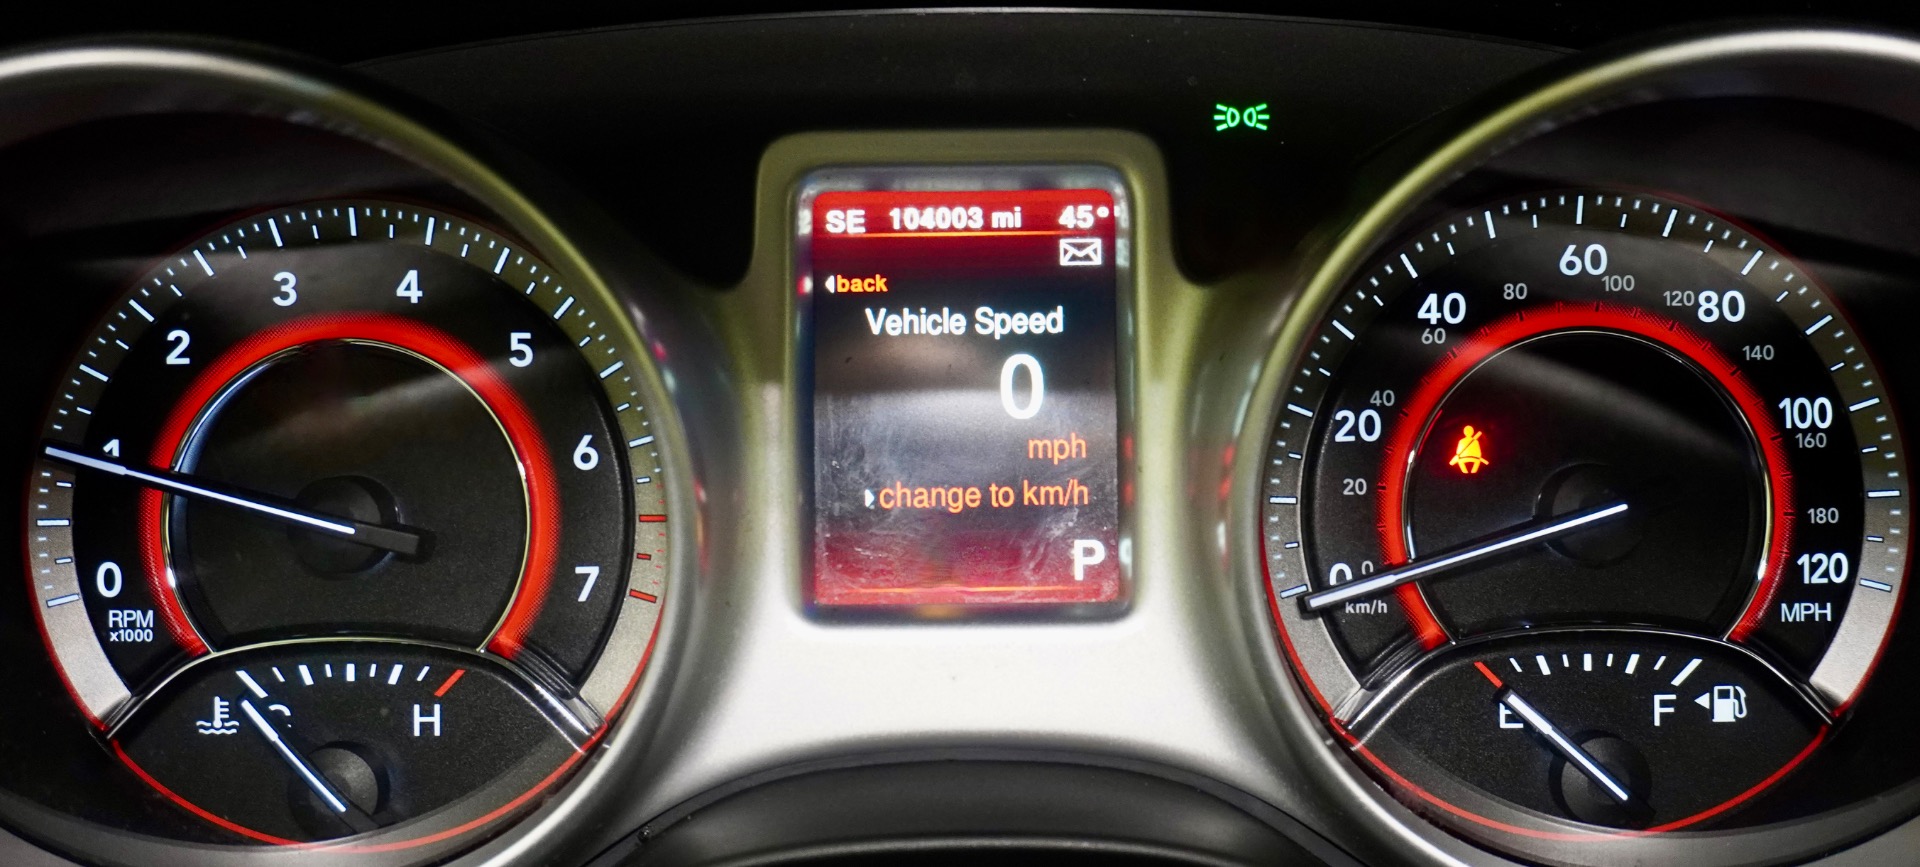 SE 104003 mi 45°
back
Vehicle Speed
0
mph
change to km/h
P
0 1 2 3 4 5 6 7
RPM
x1000
H
0 20 40 60 80 100 120
MPH
0 20 40 60 80 100 120 140 160 180
km/h
E F